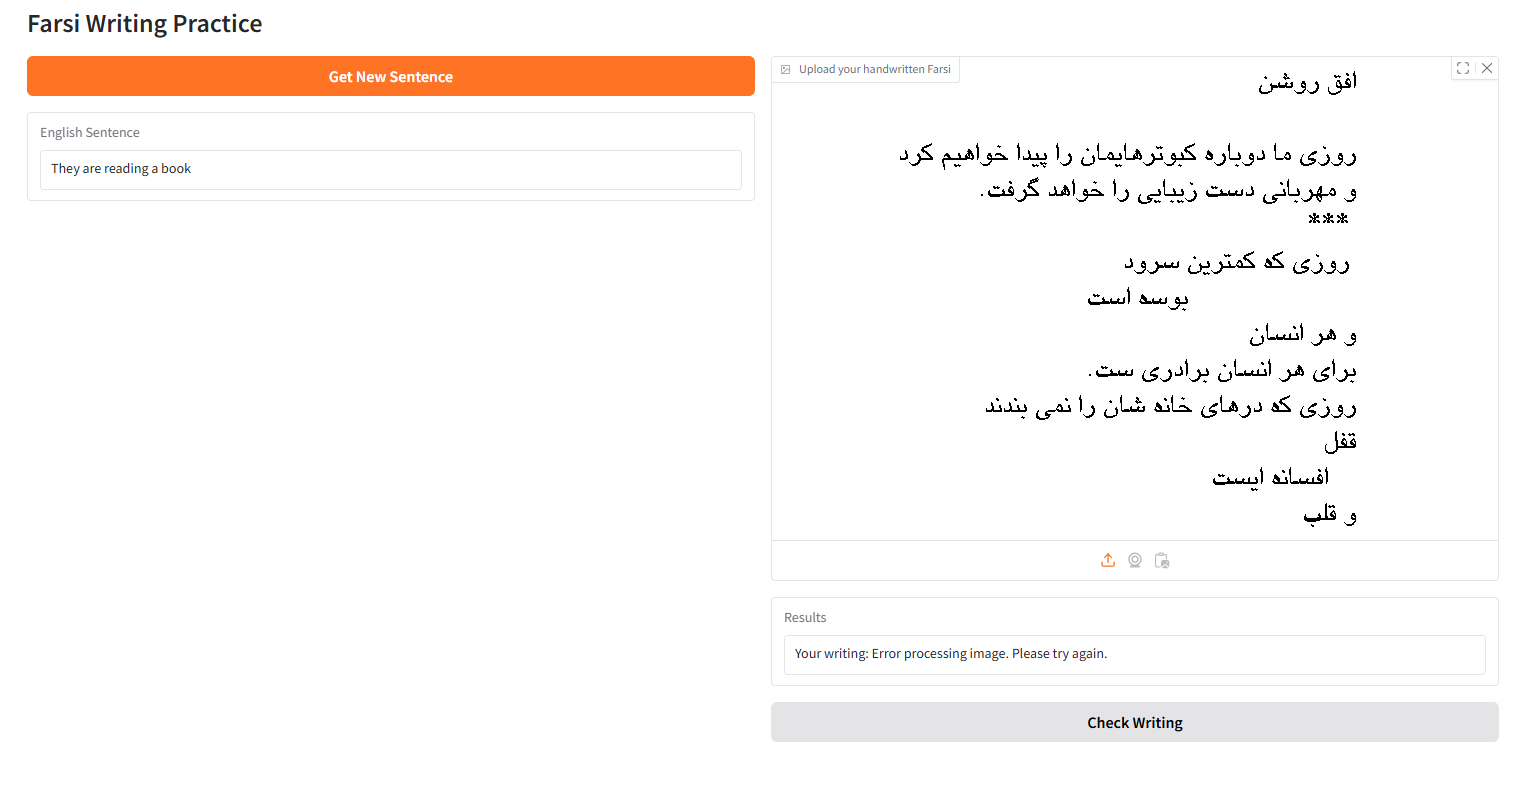 Farsi Writing Practice
Get New Sentence
English Sentence
They are reading a book
Upload your handwritten Farsi
افق روشن
روزی ما دوباره کبوترهایمان را پیدا خواهیم کرد
و مهربانی دست زیبایی را خواهد گرفت.
***
روزی که کمترین سرود
بوسه است
و هر انسان
برای هر انسان برادری ست.
روزی که درهای خانه شان را نمی بندند
قفل
افسانه ایست
و قلب
Results
Your writing: Error processing image. Please try again.
Check Writing